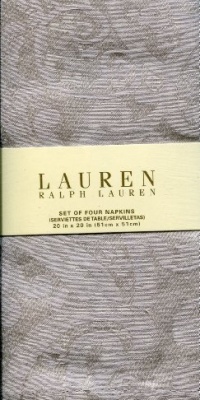 LAUREN
RALPH LAUREN
SET OF FOUR NAPKINS
(SERVIETTES DE TABLE/SERVILLETAS)
20 in x 20 in (51cm x 51cm)